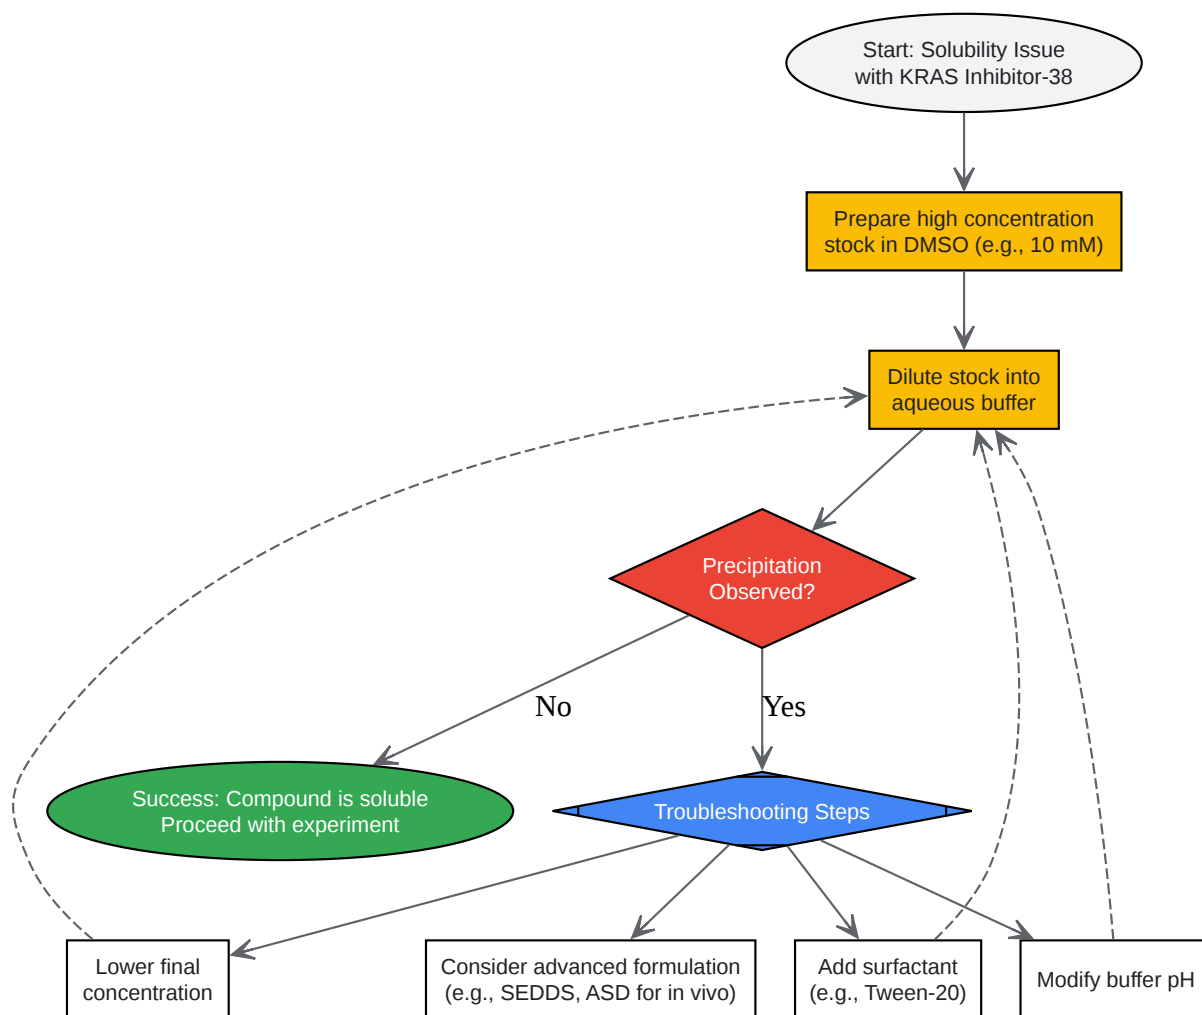 Start: Solubility Issue
with KRAS Inhibitor-38
Prepare high concentration
stock in DMSO (e.g., 10 mM)
Dilute stock into
aqueous buffer
Precipitation
Observed?
No
Yes
Success: Compound is soluble
Proceed with experiment
Troubleshooting Steps
Lower final
concentration
Consider advanced formulation
(e.g., SEDDS, ASD for in vivo)
Add surfactant
(e.g., Tween-20)
Modify buffer pH